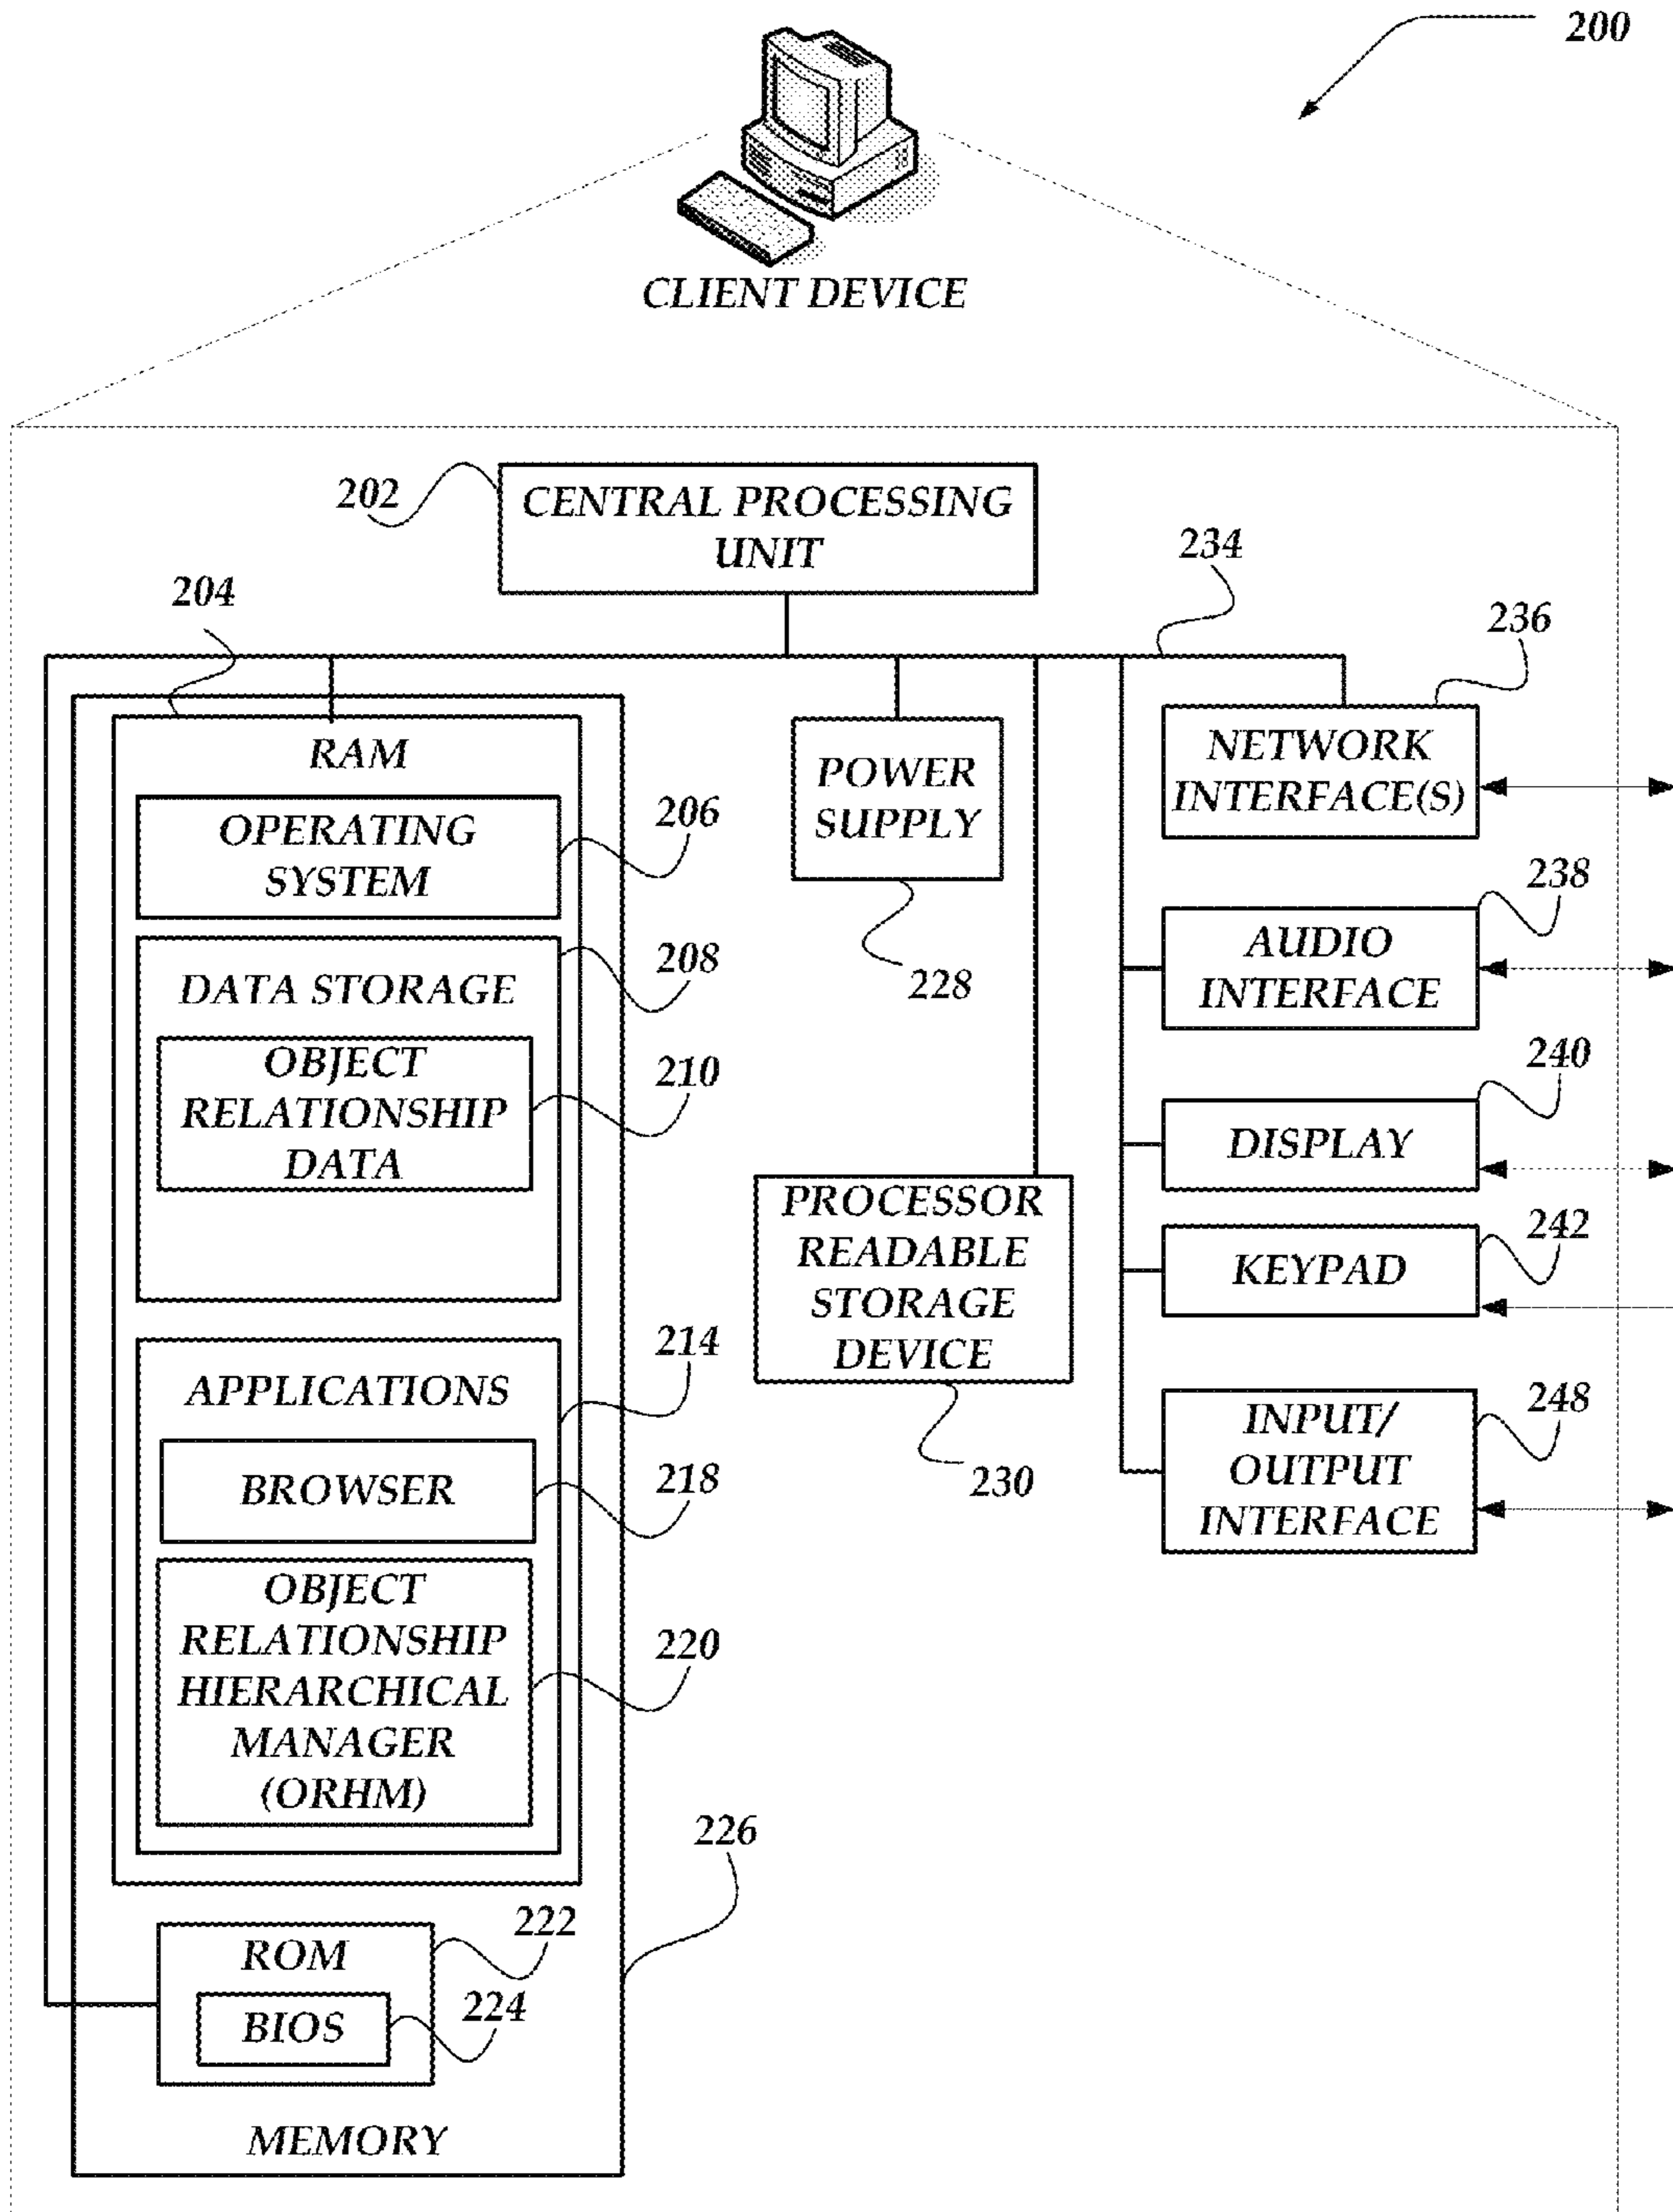 200
CLIENT DEVICE
202
CENTRAL PROCESSING
UNIT
234
204
236
RAM
OPERATING
SYSTEM
206
DATA STORAGE
208
OBJECT
RELATIONSHIP
DATA
210
APPLICATIONS
214
BROWSER
218
OBJECT
RELATIONSHIP
HIERARCHICAL
MANAGER
(ORHM)
220
226
ROM
222
BIOS
224
MEMORY
POWER
SUPPLY
228
PROCESSOR
READABLE
STORAGE
DEVICE
230
NETWORK
INTERFACE(S)
238
AUDIO
INTERFACE
240
DISPLAY
242
KEYPAD
248
INPUT/
OUTPUT
INTERFACE